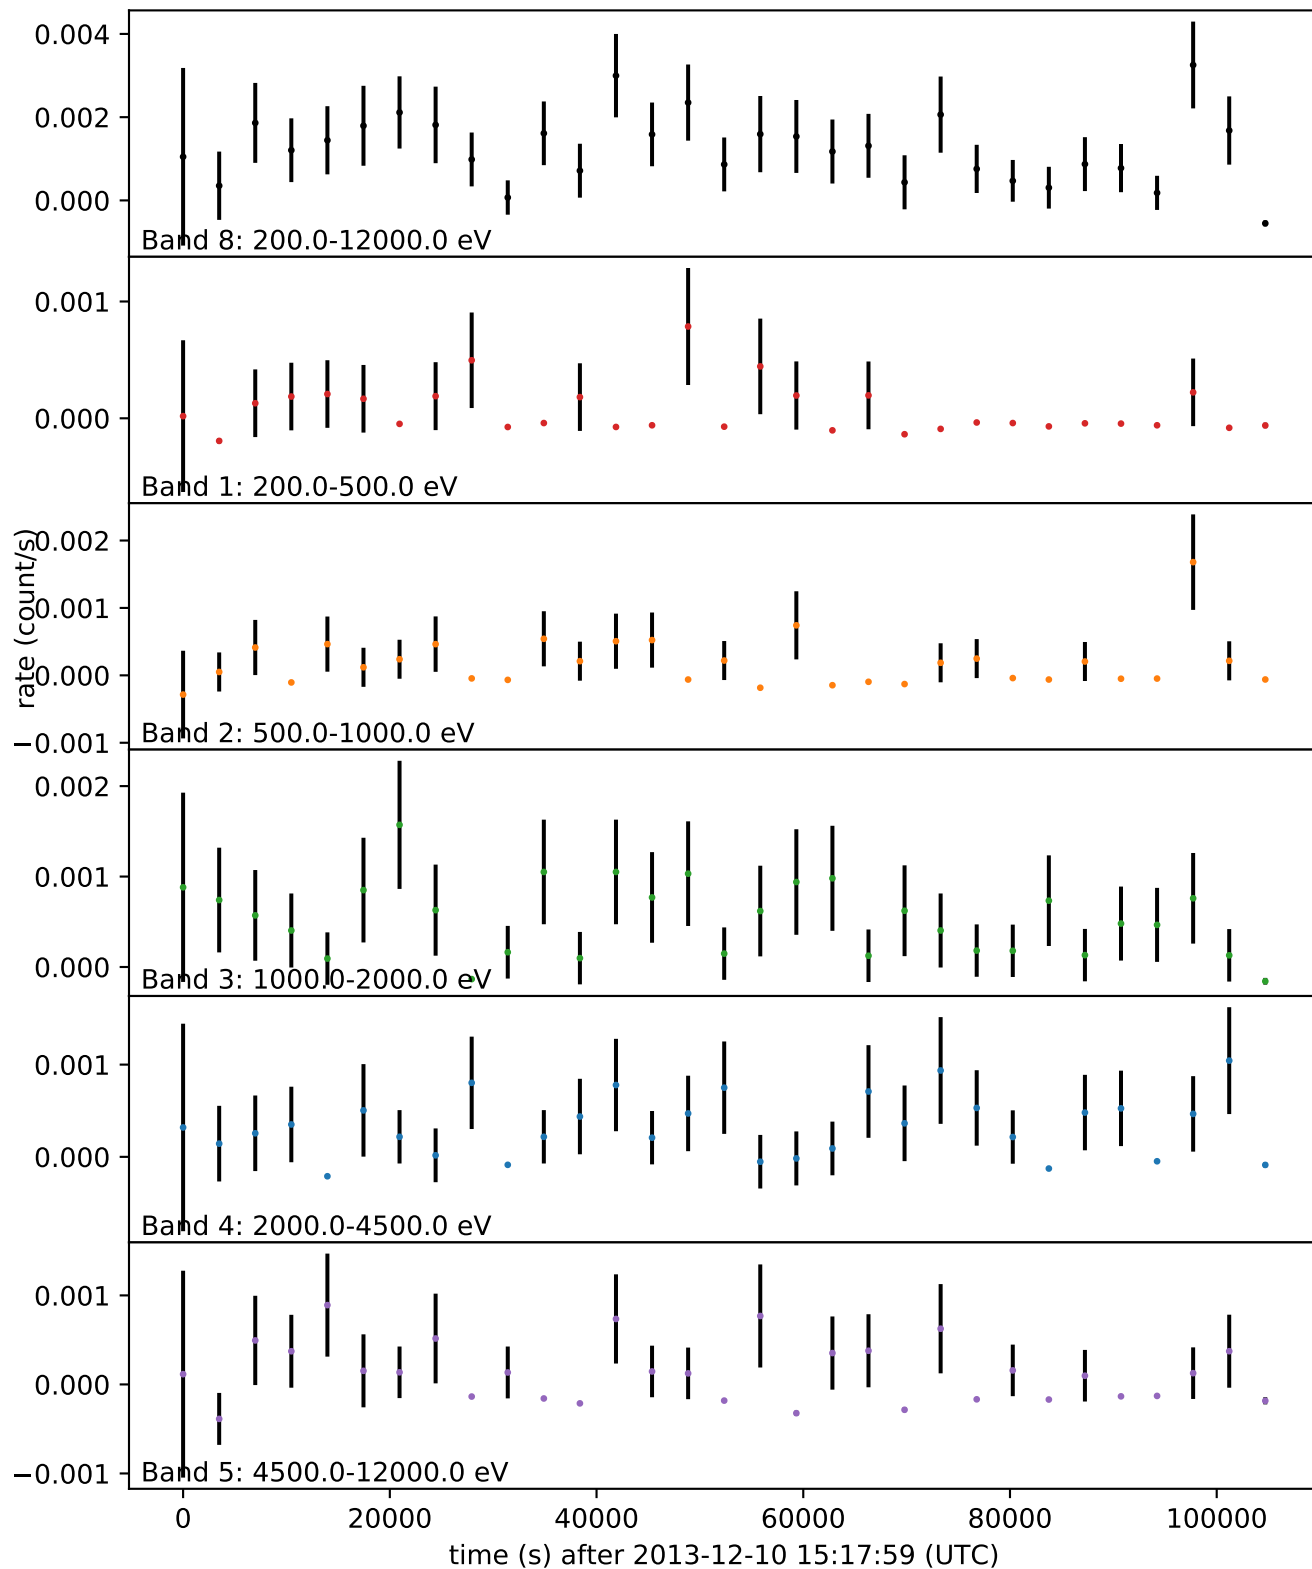 0.004
0.002
0.000
Band 8: 200.0-12000.0 eV
0.001
0.000
Band 1: 200.0-500.0 eV
rate (count/s)
0.002
0.001
0.000
−0.001
Band 2: 500.0-1000.0 eV
0.002
0.001
0.000
Band 3: 1000.0-2000.0 eV
0.001
0.000
Band 4: 2000.0-4500.0 eV
0.001
0.000
−0.001
Band 5: 4500.0-12000.0 eV
0 20000 40000 60000 80000 100000
time (s) after 2013-12-10 15:17:59 (UTC)